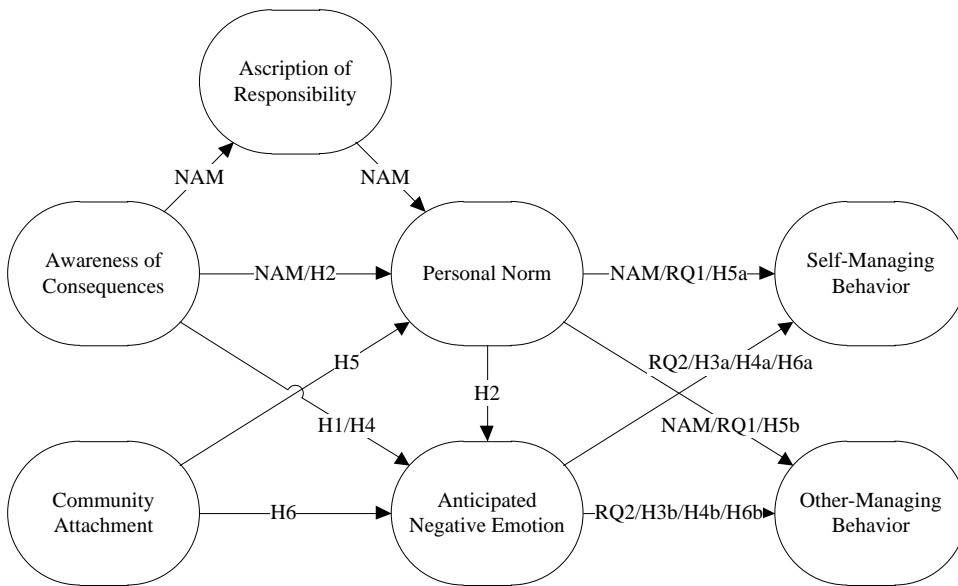 Ascription of
Responsibility
NAM
NAM
Awareness of
Consequences
NAM/H2
Personal Norm
NAM/RQ1/H5a
Self-Managing
Behavior
H5
RQ2/H3a/H4a/H6a
H2
H1/H4
NAM/RQ1/H5b
Community
Attachment
H6
Anticipated
Negative Emotion
RQ2/H3b/H4b/H6b
Other-Managing
Behavior